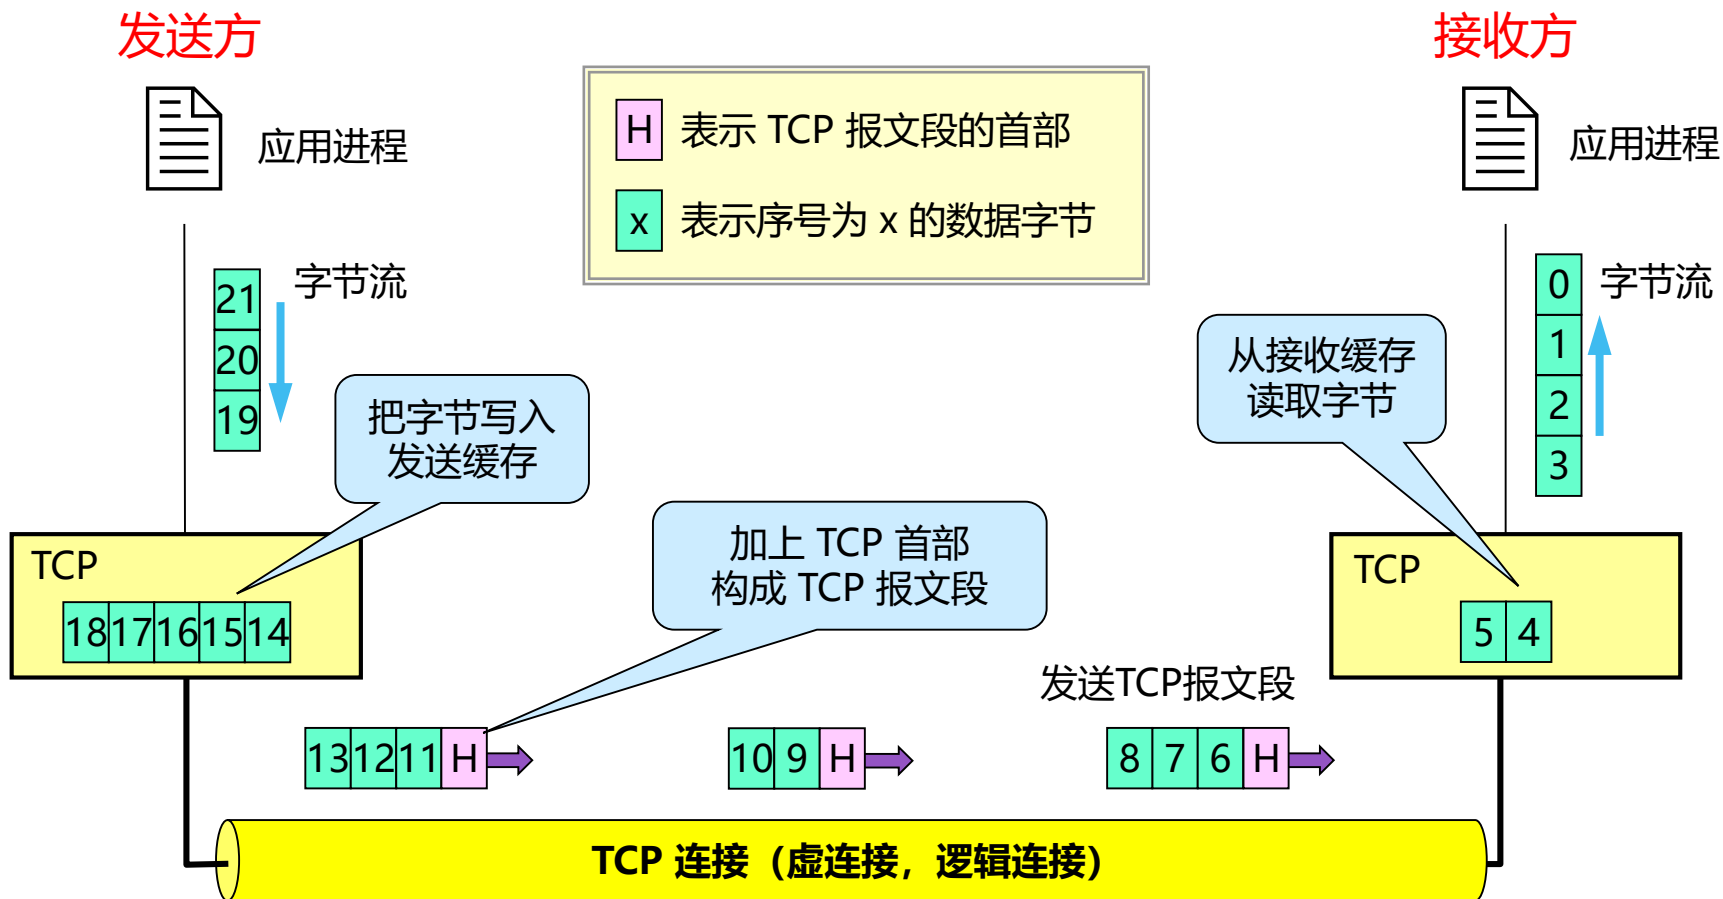 发送方
接收方
H 表示 TCP 报文段的首部
x 表示序号为 x 的数据字节
应用进程
应用进程
21
20
19
字节流
0
1
2
3
字节流
把字节写入
发送缓存
从接收缓存
读取字节
加上 TCP 首部
构成 TCP 报文段
TCP
18 17 16 15 14
TCP
5 4
发送TCP报文段
13 12 11 H
10 9 H
8 7 6 H
TCP 连接（虚连接，逻辑连接）